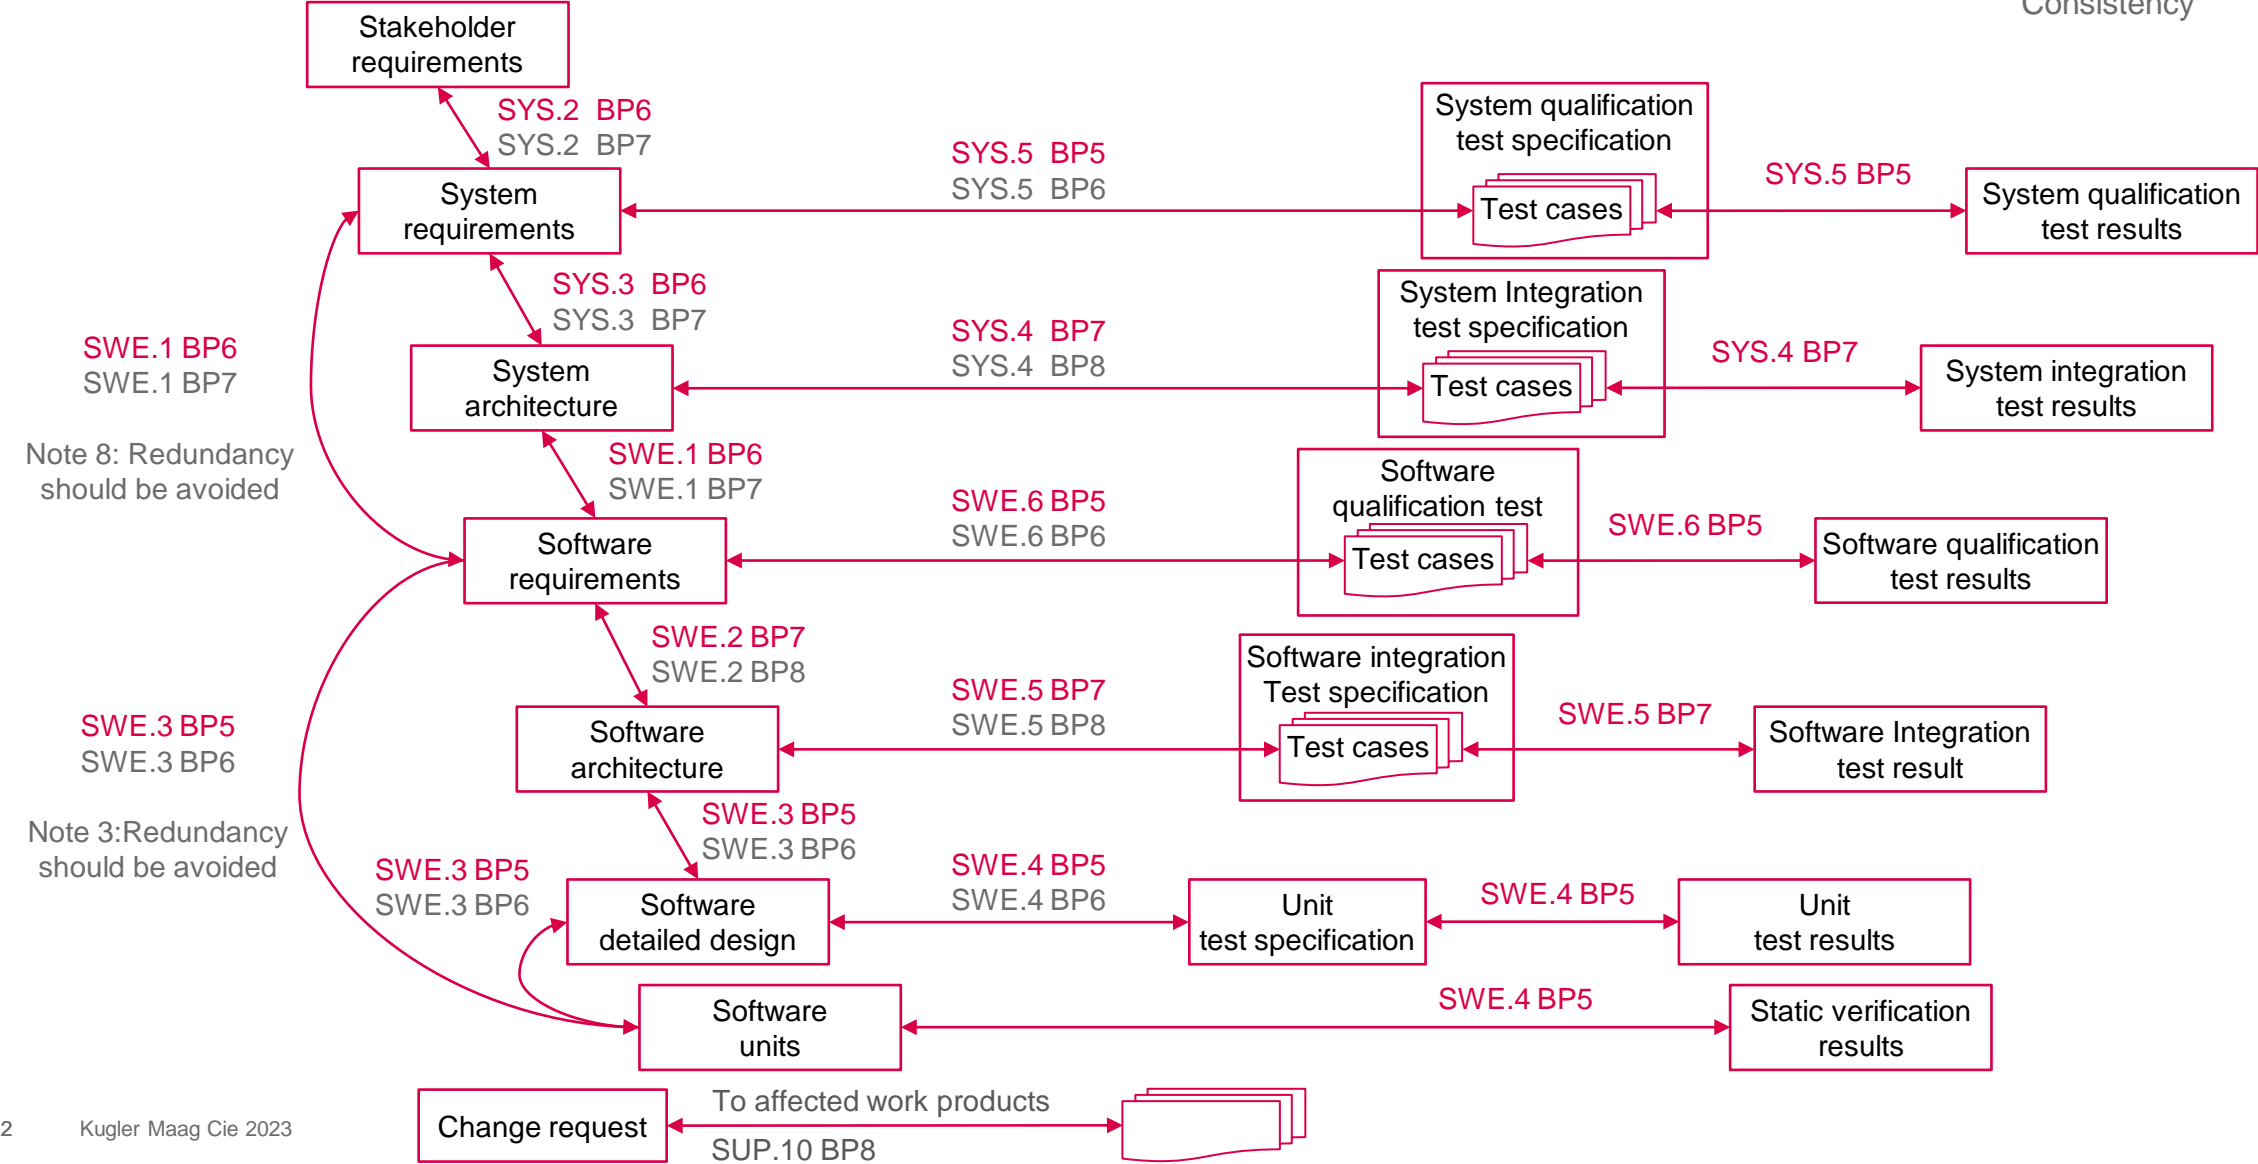 Consistency
Stakeholder
requirements
SYS.2 BP6
SYS.2 BP7
System
requirements
SYS.5 BP5
SYS.5 BP6
System qualification
test specification
Test cases
SYS.5 BP5
System qualification
test results
SYS.3 BP6
SYS.3 BP7
SWE.1 BP6
SWE.1 BP7
Note 8: Redundancy
should be avoided
System
architecture
SYS.4 BP7
SYS.4 BP8
System Integration
test specification
Test cases
SYS.4 BP7
System integration
test results
SWE.1 BP6
SWE.1 BP7
Software
requirements
SWE.6 BP5
SWE.6 BP6
Software
qualification test
Test cases
SWE.6 BP5
Software qualification
test results
SWE.2 BP7
SWE.2 BP8
SWE.3 BP5
SWE.3 BP6
Note 3:Redundancy
should be avoided
Software
architecture
SWE.5 BP7
SWE.5 BP8
Software integration
Test specification
Test cases
SWE.5 BP7
Software Integration
test result
SWE.3 BP5
SWE.3 BP6
SWE.3 BP5
SWE.3 BP6
Software
detailed design
SWE.4 BP5
SWE.4 BP6
Unit
test specification
SWE.4 BP5
Unit
test results
Software
units
SWE.4 BP5
Static verification
results
Change request
To affected work products
SUP.10 BP8
2
Kugler Maag Cie 2023